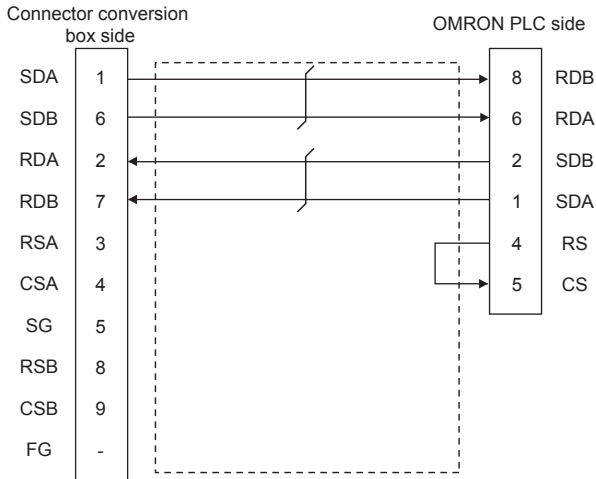 Connector conversion
box side
OMRON PLC side
SDA 1 8 RDB
SDB 6 6 RDA
RDA 2 2 SDB
RDB 7 1 SDA
RSA 3 4 RS
CSA 4 5 CS
SG 5
RSB 8
CSB 9
FG -